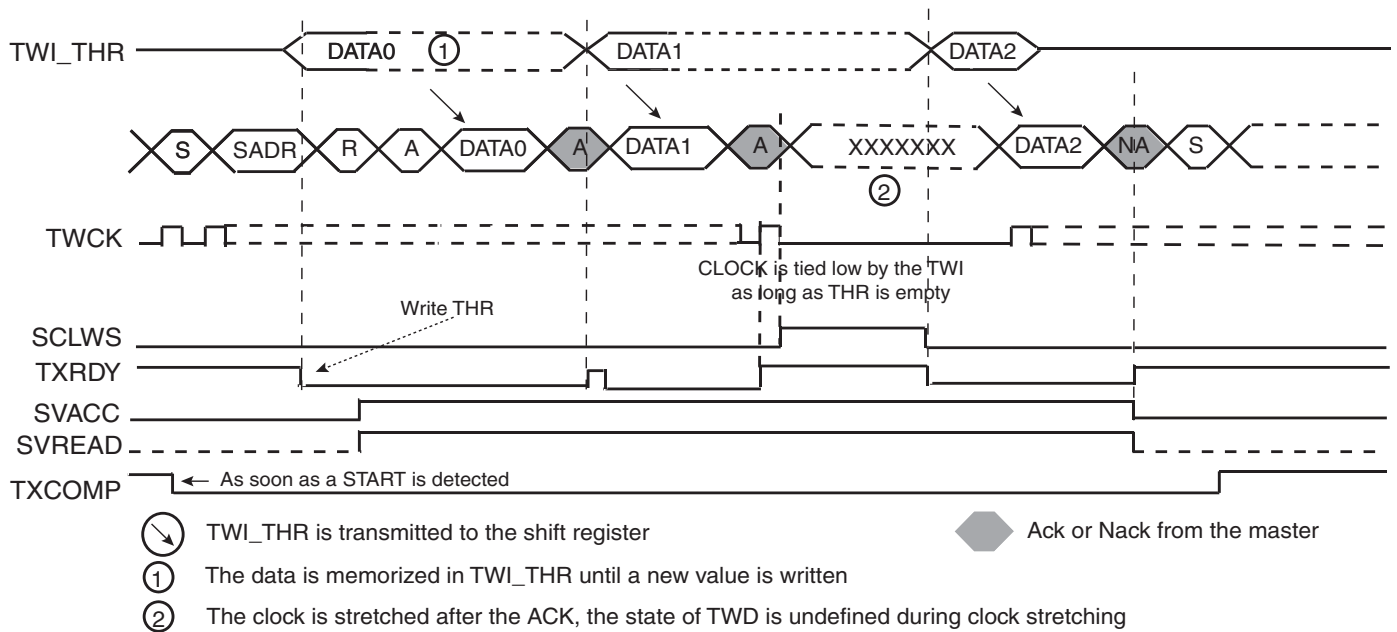 TWI_THR DATA0 1 DATA1 DATA2
S SADR R A DATA0 A DATA1 A XXXXXXX DATA2 NA S
2
TWCK
CLOCK is tied low by the TWI
as long as THR is empty
Write THR
SCLWS
TXRDY
SVACC
SVREAD
TXCOMP As soon as a START is detected
TWI_THR is transmitted to the shift register Ack or Nack from the master
1 The data is memorized in TWI_THR until a new value is written
2 The clock is stretched after the ACK, the state of TWD is undefined during clock stretching